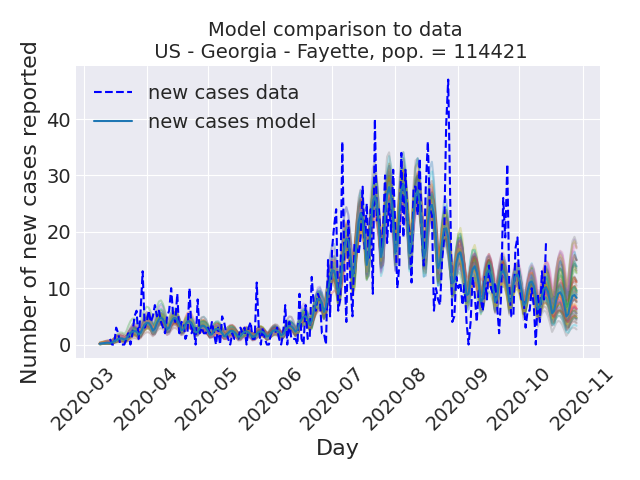 Model comparison to data
US - Georgia - Fayette, pop. = 114421
new cases data
new cases model
Number of new cases reported
40
30
20
10
0
2020-03
2020-04
2020-05
2020-06
2020-07
2020-08
2020-09
2020-10
2020-11
Day